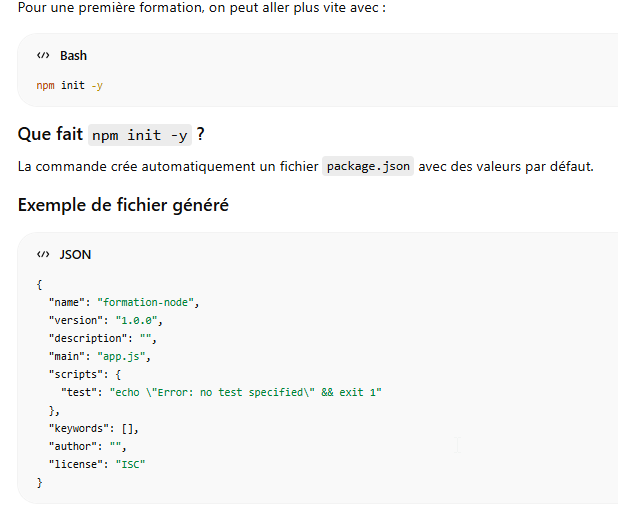 Pour une première formation, on peut aller plus vite avec :
</> Bash
npm init -y
Que fait npm init -y ?
La commande crée automatiquement un fichier package.json avec des valeurs par défaut.
Exemple de fichier généré
</> JSON
{
  "name": "formation-node",
  "version": "1.0.0",
  "description": "",
  "main": "app.js",
  "scripts": {
    "test": "echo \"Error: no test specified\" && exit 1"
  },
  "keywords": [],
  "author": "",
  "license": "ISC"
}